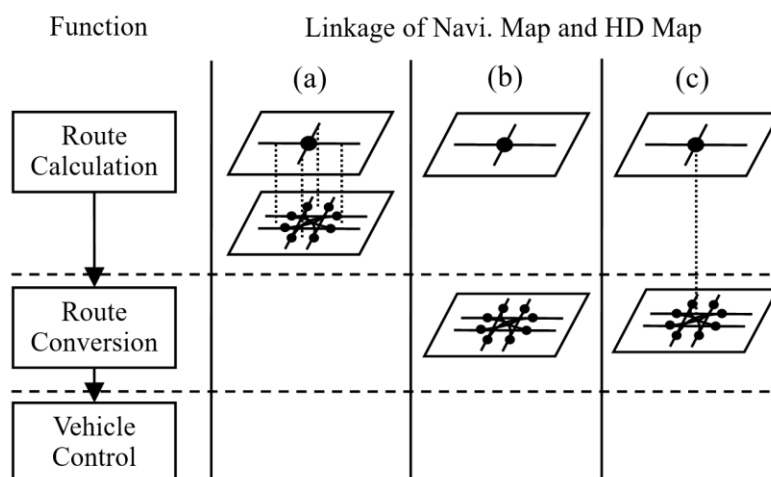 Function
Linkage of Navi. Map and HD Map
(a)
(b)
(c)
Route
Calculation
Route
Conversion
Vehicle
Control